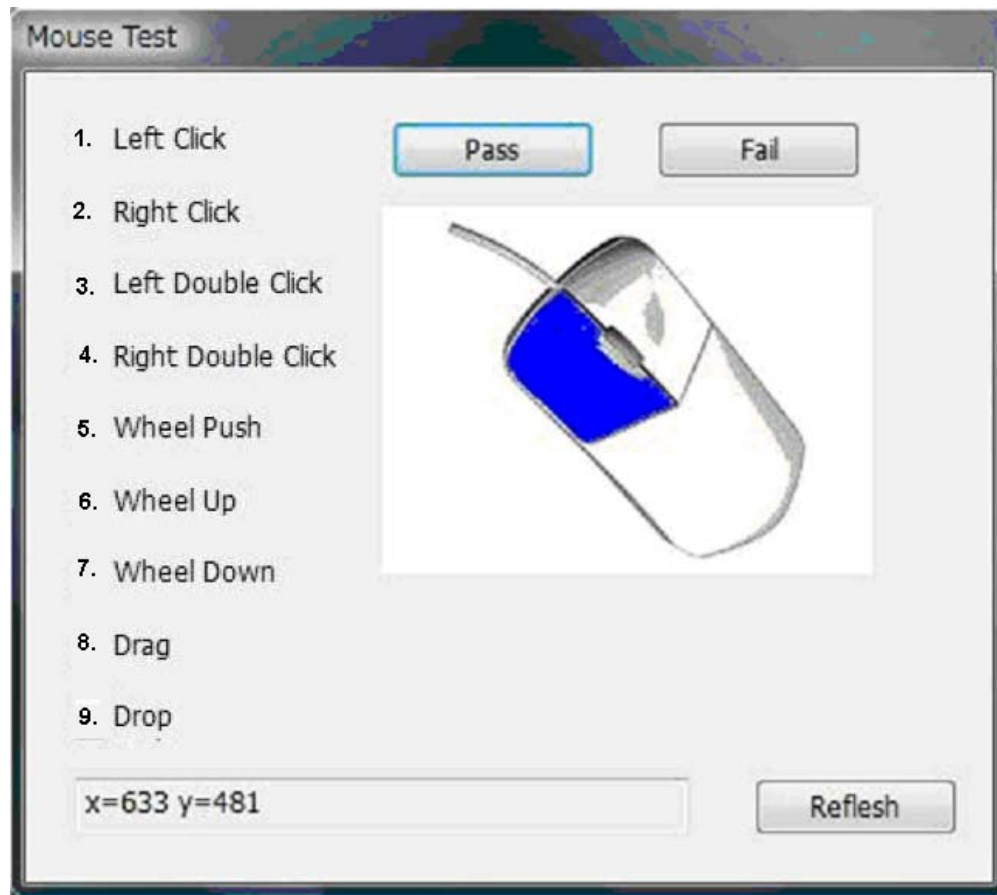 Mouse Test
1. Left Click
Pass
Fail
2. Right Click
3. Left Double Click
4. Right Double Click
5. Wheel Push
6. Wheel Up
7. Wheel Down
8. Drag
9. Drop
x=633 y=481
Reflesh